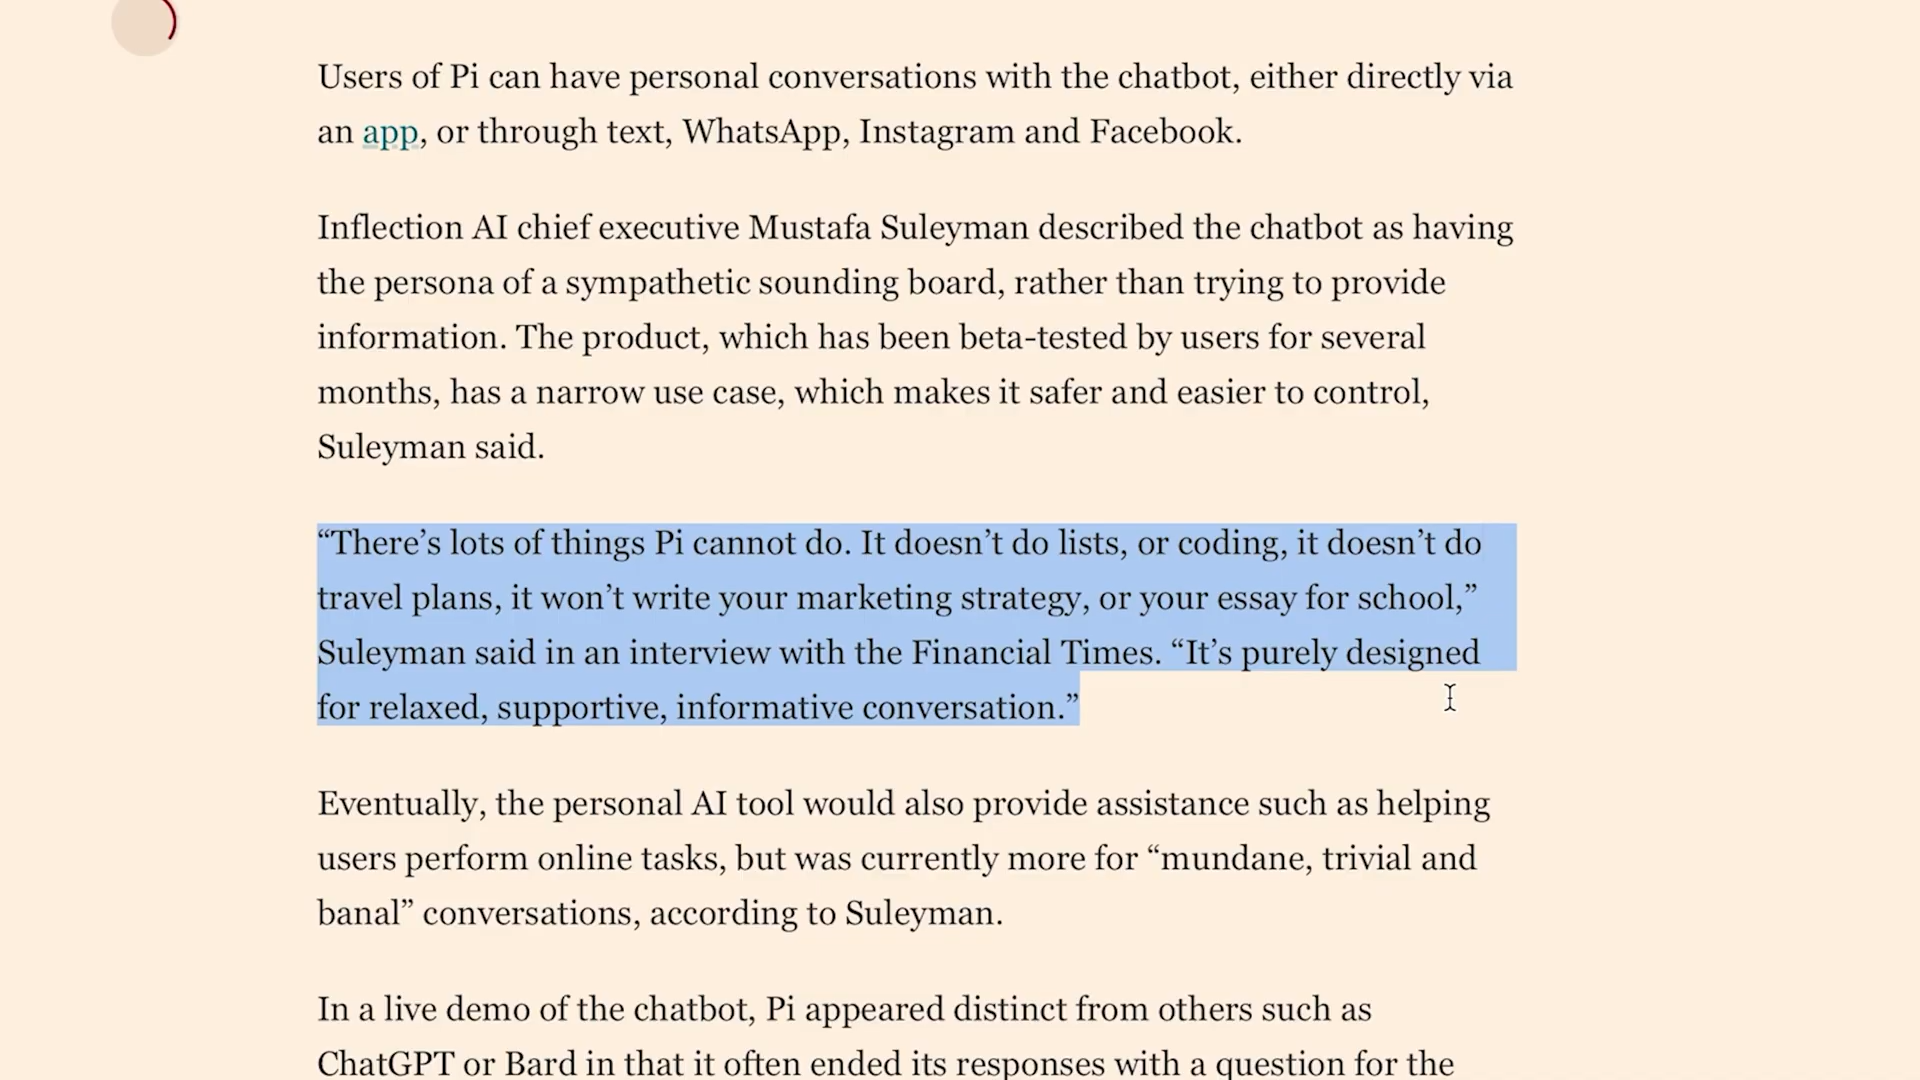 Users of Pi can have personal conversations with the chatbot, either directly via
an app, or through text, WhatsApp, Instagram and Facebook.
Inflection AI chief executive Mustafa Suleyman described the chatbot as having
the persona of a sympathetic sounding board, rather than trying to provide
information. The product, which has been beta-tested by users for several
months, has a narrow use case, which makes it safer and easier to control,
Suleyman said.
“There’s lots of things Pi cannot do. It doesn’t do lists, or coding, it doesn’t do
travel plans, it won’t write your marketing strategy, or your essay for school,”
Suleyman said in an interview with the Financial Times. “It’s purely designed
for relaxed, supportive, informative conversation.”
Eventually, the personal AI tool would also provide assistance such as helping
users perform online tasks, but was currently more for “mundane, trivial and
banal” conversations, according to Suleyman.
In a live demo of the chatbot, Pi appeared distinct from others such as
ChatGPT or Bard in that it often ended its responses with a question for the